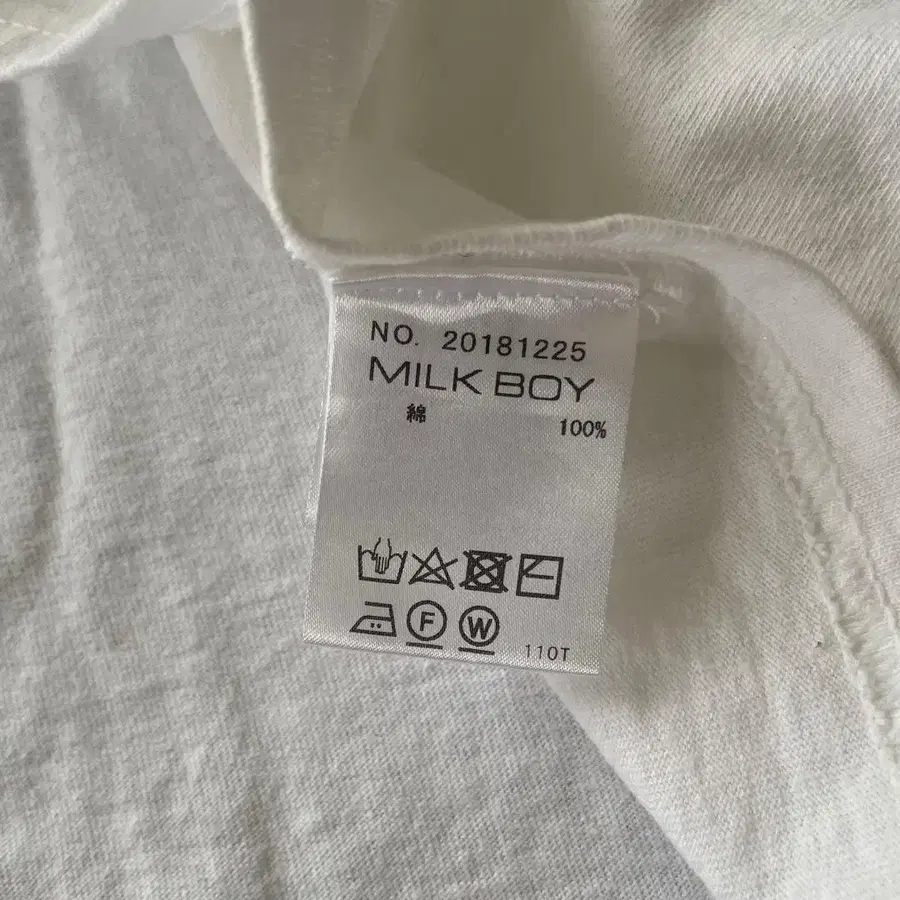 NO. 20181225
MILK BOY
綿 100%
F W 110T